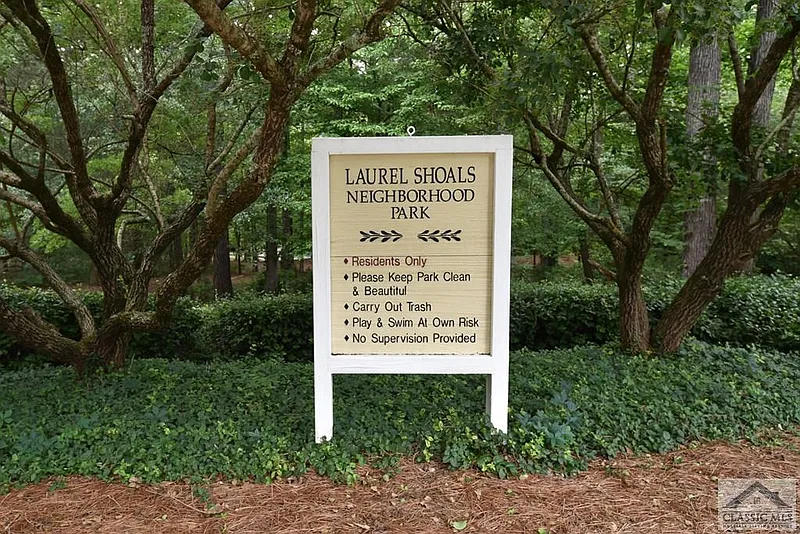 LAUREL SHOALS
NEIGHBORHOOD
PARK
♦ Residents Only
♦ Please Keep Park Clean
& Beautiful
♦ Carry Out Trash
♦ Play & Swim At Own Risk
♦ No Supervision Provided
CLASSIC MLS